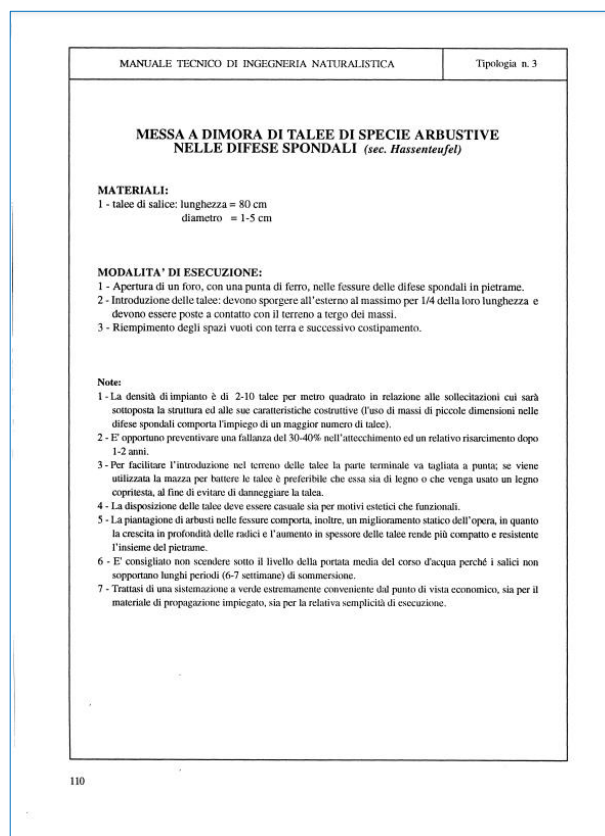 MANUALE TECNICO DI INGEGNERIA NATURALISTICA
Tipologia n. 3
MESSA A DIMORA DI TALEE DI SPECIE ARBUSTIVE
NELLE DIFESE SPONDALI (sec. Hassenteufel)
MATERIALI:
1 - talee di salice: lunghezza = 80 cm
diametro = 1-5 cm
MODALITA' DI ESECUZIONE:
1 - Apertura di un foro, con una punta di ferro, nelle fessure delle difese spondali in pietrame.
2 - Introduzione delle talee: devono sporgere all'esterno al massimo per 1/4 della loro lunghezza e
devono essere poste a contatto con il terreno a tergo dei massi.
3 - Riempimento degli spazi vuoti con terra e successivo costipamento.
Note:
1 - La densità di impianto è di 2-10 talee per metro quadrato in relazione alle sollecitazioni cui sarà
sottoposta la struttura ed alle sue caratteristiche costruttive (l'uso di massi di piccole dimensioni nelle
difese spondali comporta l'impiego di un maggior numero di talee).
2 - E' opportuno preventivare una fallanza del 30-40% nell'attecchimento ed un relativo risarcimento dopo
1-2 anni.
3 - Per facilitare l'introduzione nel terreno delle talee la parte terminale va tagliata a punta; se viene
utilizzata la mazza per battere le talee è preferibile che essa sia di legno o che venga usato un legno
copritesta, al fine di evitare di danneggiare la talea.
4 - La disposizione delle talee deve essere casuale sia per motivi estetici che funzionali.
5 - La piantagione di arbusti nelle fessure comporta, inoltre, un miglioramento statico dell'opera, in quanto
la crescita in profondità delle radici e l'aumento in spessore delle talee rende più compatto e resistente
l'insieme del pietrame.
6 - E' consigliato non scendere sotto il livello della portata media del corso d'acqua perché i salici non
sopportano lunghi periodi (6-7 settimane) di sommersione.
7 - Trattasi di una sistemazione a verde estremamente conveniente dal punto di vista economico, sia per il
materiale di propagazione impiegato, sia per la relativa semplicità di esecuzione.
110